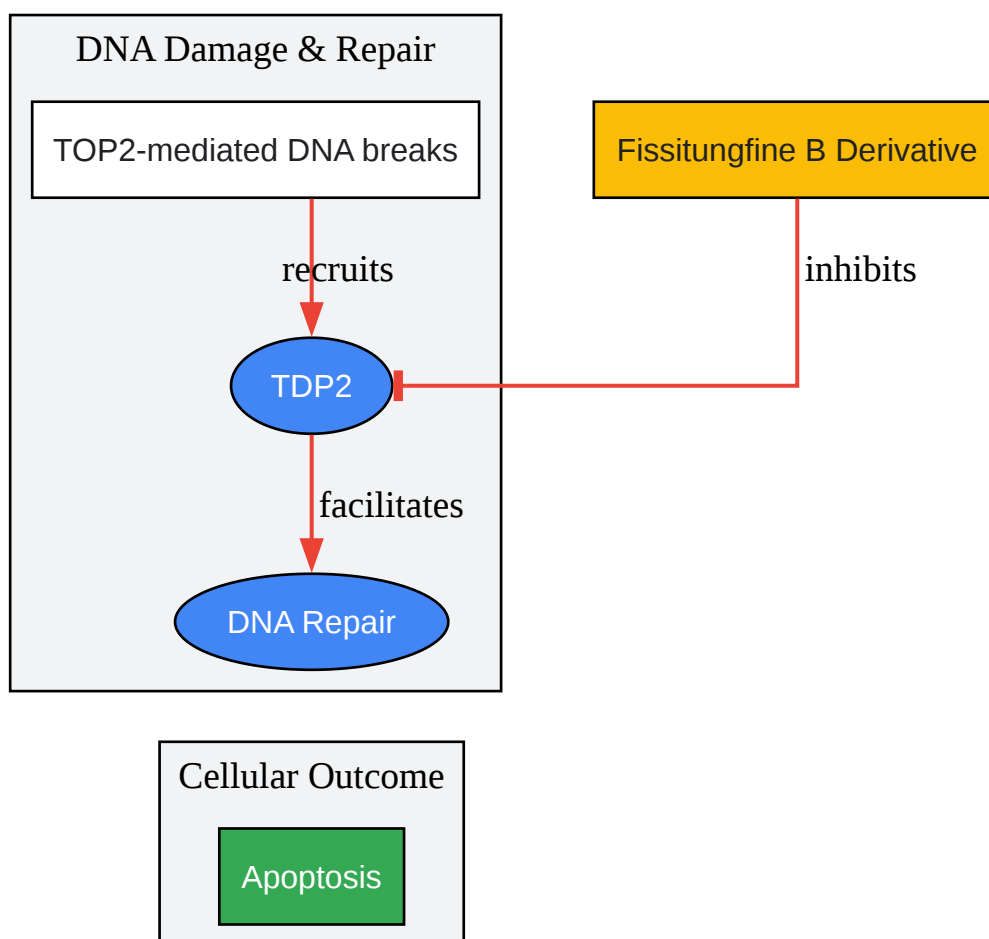 DNA Damage & Repair
TOP2-mediated DNA breaks
Fissitungfine B Derivative
recruits
inhibits
TDP2
facilitates
DNA Repair
Cellular Outcome
Apoptosis